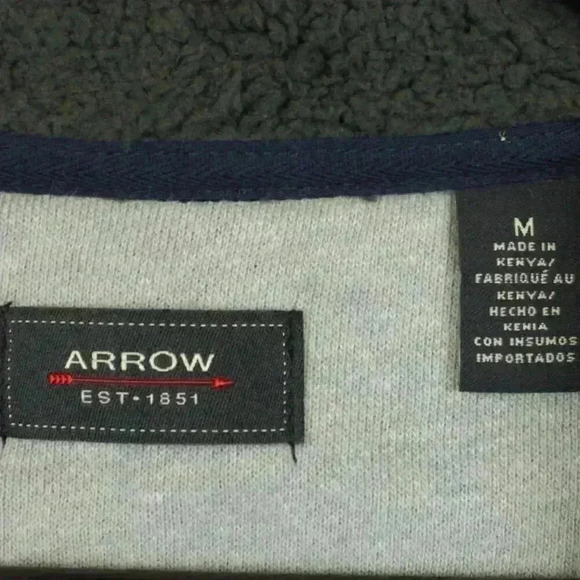 ARROW
EST•1851
M
MADE IN
KENYA/
FABRIQUÉ AU
KENYA/
HECHO EN
KENIA
CON INSUMOS
IMPORTADOS